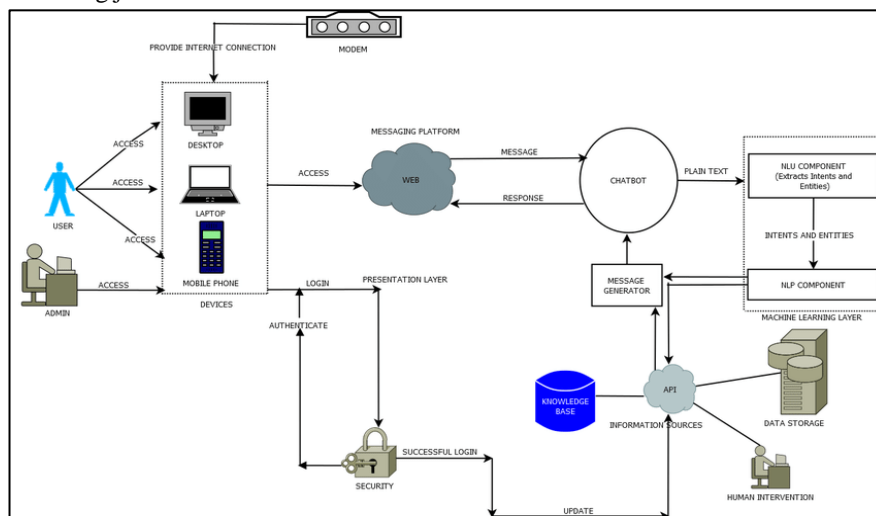 PROVIDE INTERNET CONNECTION
MODEM
DESKTOP
LAPTOP
MOBILE PHONE
DEVICES
ACCESS
ACCESS
ACCESS
USER
ACCESS
ADMIN
ACCESS
MESSAGING PLATFORM
WEB
MESSAGE
RESPONSE
CHATBOT
PLAIN TEXT
NLU COMPONENT
(Extracts Intents and
Entities)
INTENTS AND ENTITIES
NLP COMPONENT
MACHINE LEARNING LAYER
MESSAGE
GENERATOR
LOGIN
PRESENTATION LAYER
AUTHENTICATE
SECURITY
SUCCESSFUL LOGIN
UPDATE
KNOWLEDGE
BASE
API
INFORMATION SOURCES
DATA STORAGE
HUMAN INTERVENTION